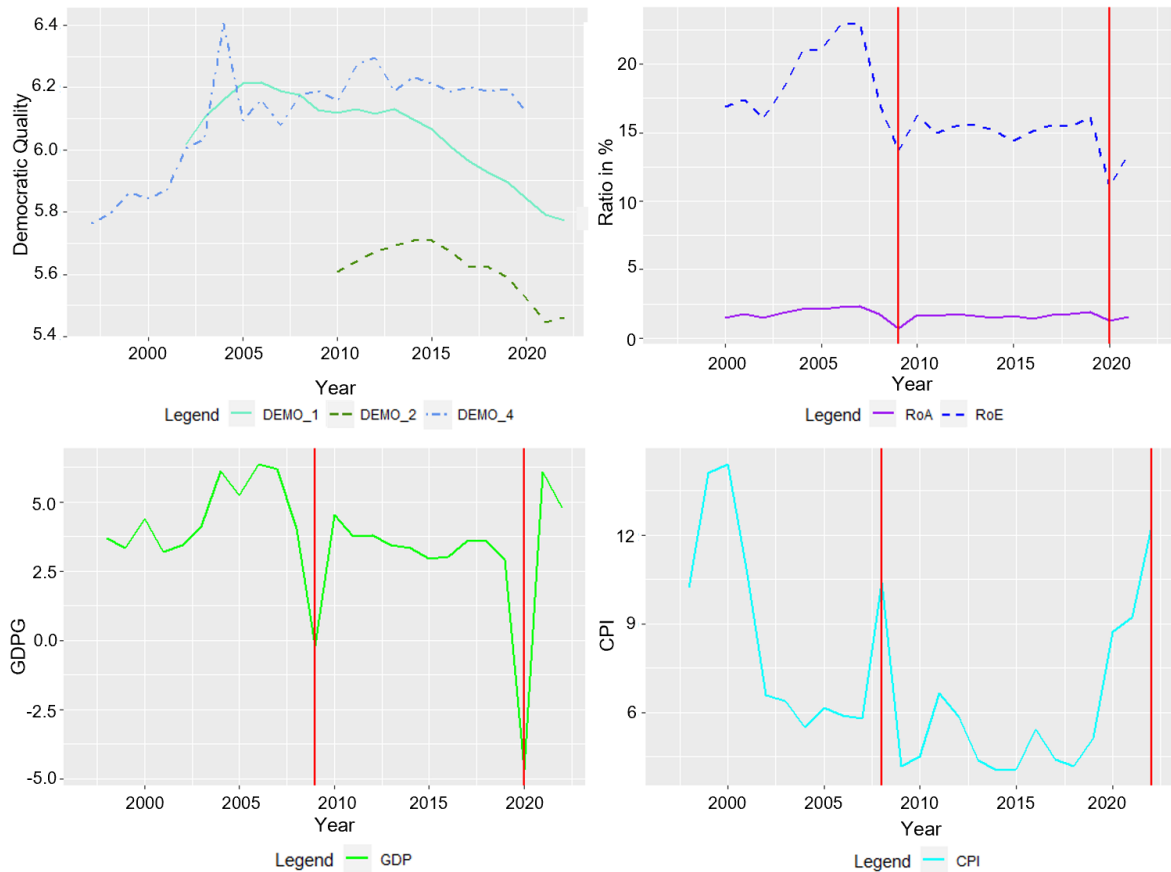 Democratic Quality
6.4
6.2
6.0
5.8
5.6
5.4
2000 2005 2010 2015 2020
Year
Legend DEMO_1 DEMO_2 DEMO_4
Ratio in %
20
15
10
5
0
2000 2005 2010 2015 2020
Year
Legend RoA RoE
GDPG
5.0
2.5
0.0
-2.5
-5.0
2000 2005 2010 2015 2020
Year
Legend GDP
CPI
12
9
6
2000 2005 2010 2015 2020
Year
Legend CPI